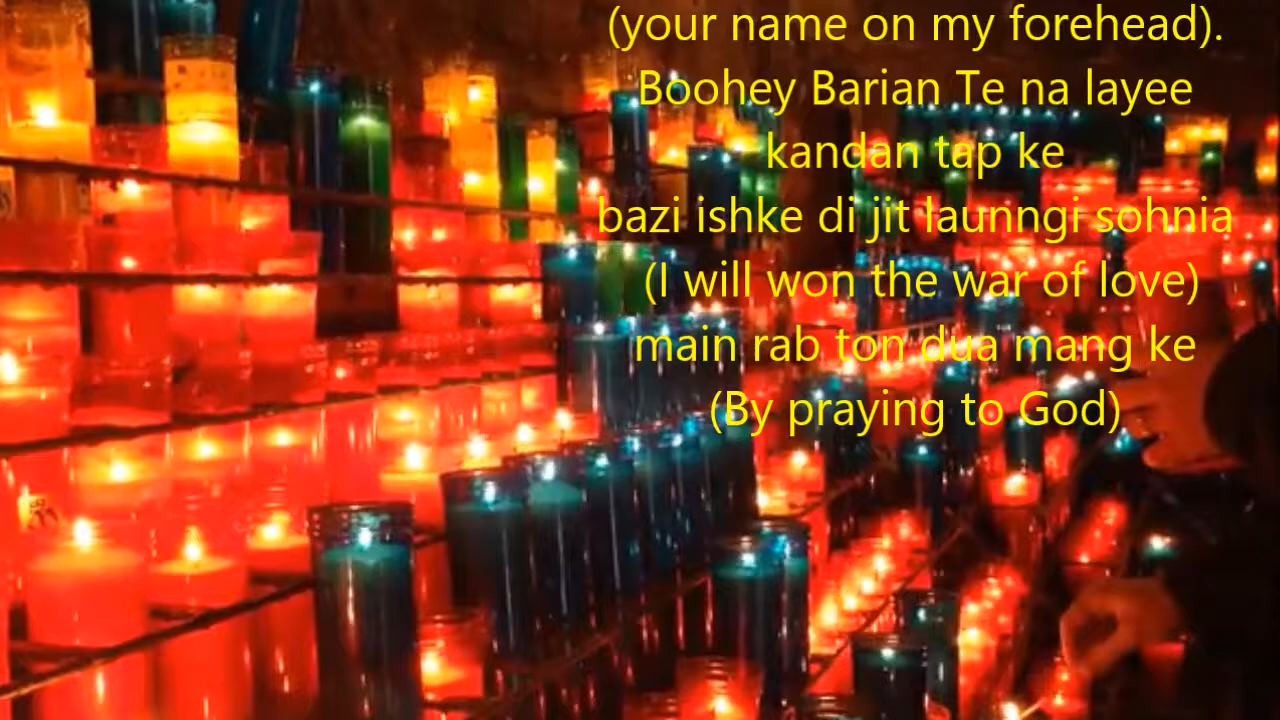 (your name on my forehead).
Boohey Barian Te na layee
kandan tap ke
bazi ishke di jit launngi sohnia
(I will won the war of love)
main rab ton dua mang ke
(By praying to God)